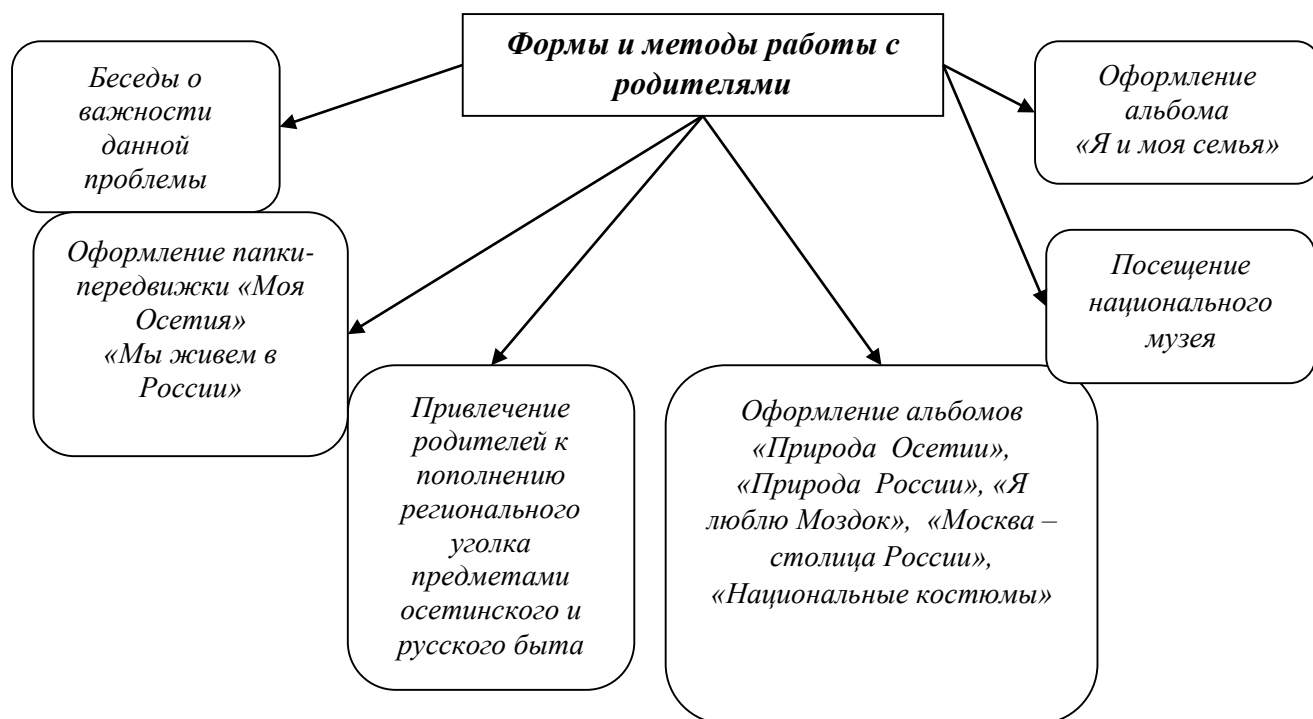 Формы и методы работы с
родителями
Беседы о
важности
данной
проблемы
Оформление
альбома
«Я и моя семья»
Оформление папки-
передвижки «Моя
Осетия»
«Мы живем в
России»
Посещение
национального
музея
Привлечение
родителей к
пополнению
регионального
уголка
предметами
осетинского и
русского быта
Оформление альбомов
«Природа Осетии»,
«Природа России», «Я
люблю Моздок», «Москва –
столица России»,
«Национальные костюмы»